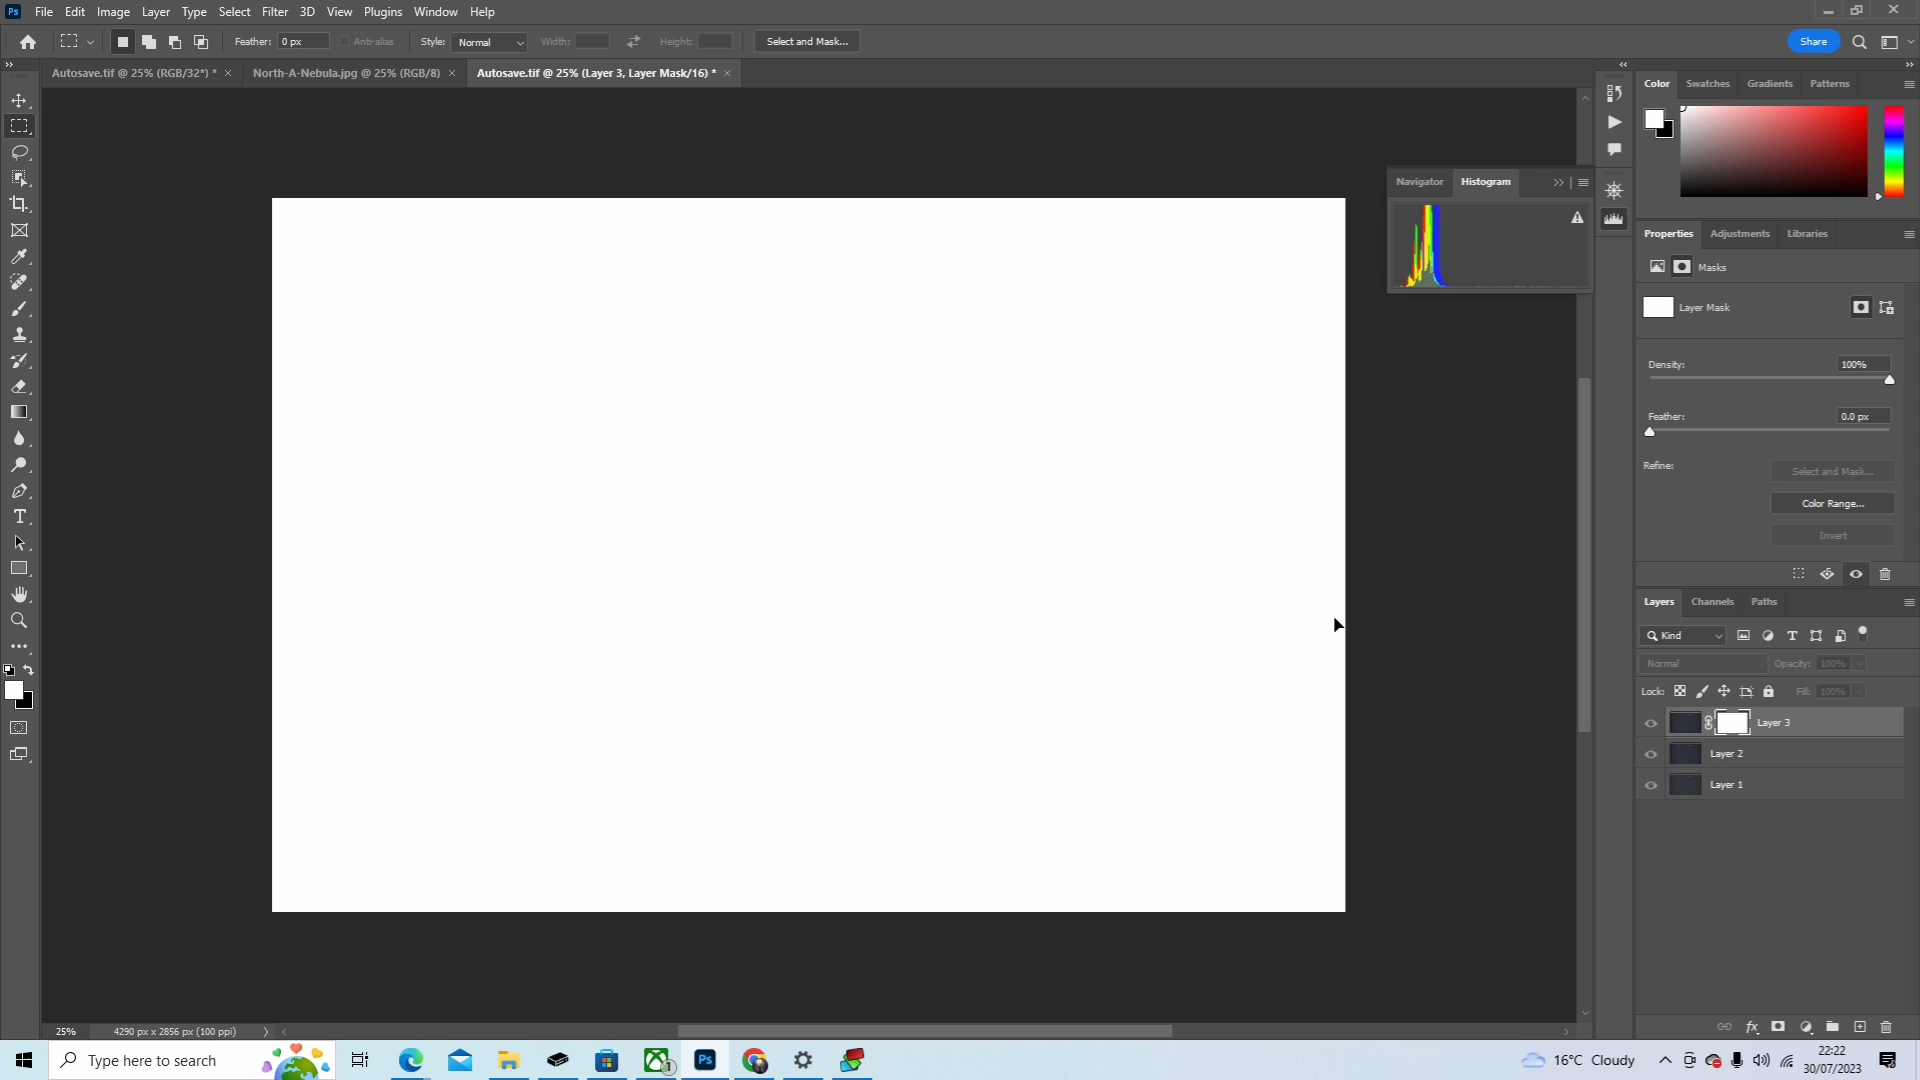 Ps File Edit Image Layer Type Select Filter 3D View Plugins Window Help
Feather: 0 px Anti-alias Style: Normal Width: Height: Select and Mask... Share
Autosave.tif @ 25% (RGB/32*) * × North-A-Nebula.jpg @ 25% (RGB/8) × Autosave.tif @ 25% (Layer 3, Layer Mask/16) * ×
Color Swatches Gradients Patterns
Navigator Histogram
Properties Adjustments Libraries
Masks
Layer Mask
Density: 100%
Feather: 0.0 px
Refine: Select and Mask...
Color Range...
Invert
Layers Channels Paths
Kind
Normal Opacity: 100%
Lock: Fill: 100%
Layer 3
Layer 2
Layer 1
25% 4290 px x 2856 px (100 ppi)
Type here to search
1
Ps
16°C Cloudy
22:22
30/07/2023